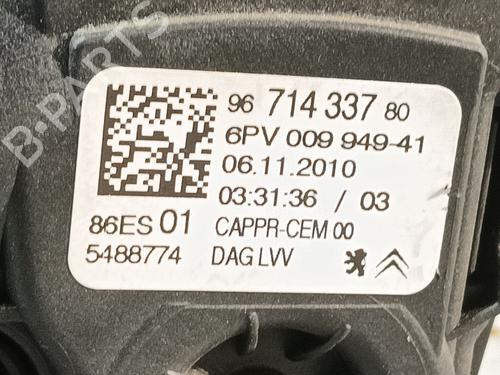 96 714 337 80
6PV 009 949-41
06.11.2010
03:31:36 / 03
86ES 01 CAPPR-CEM 00
5488774 DAG LVV
B-PARTS